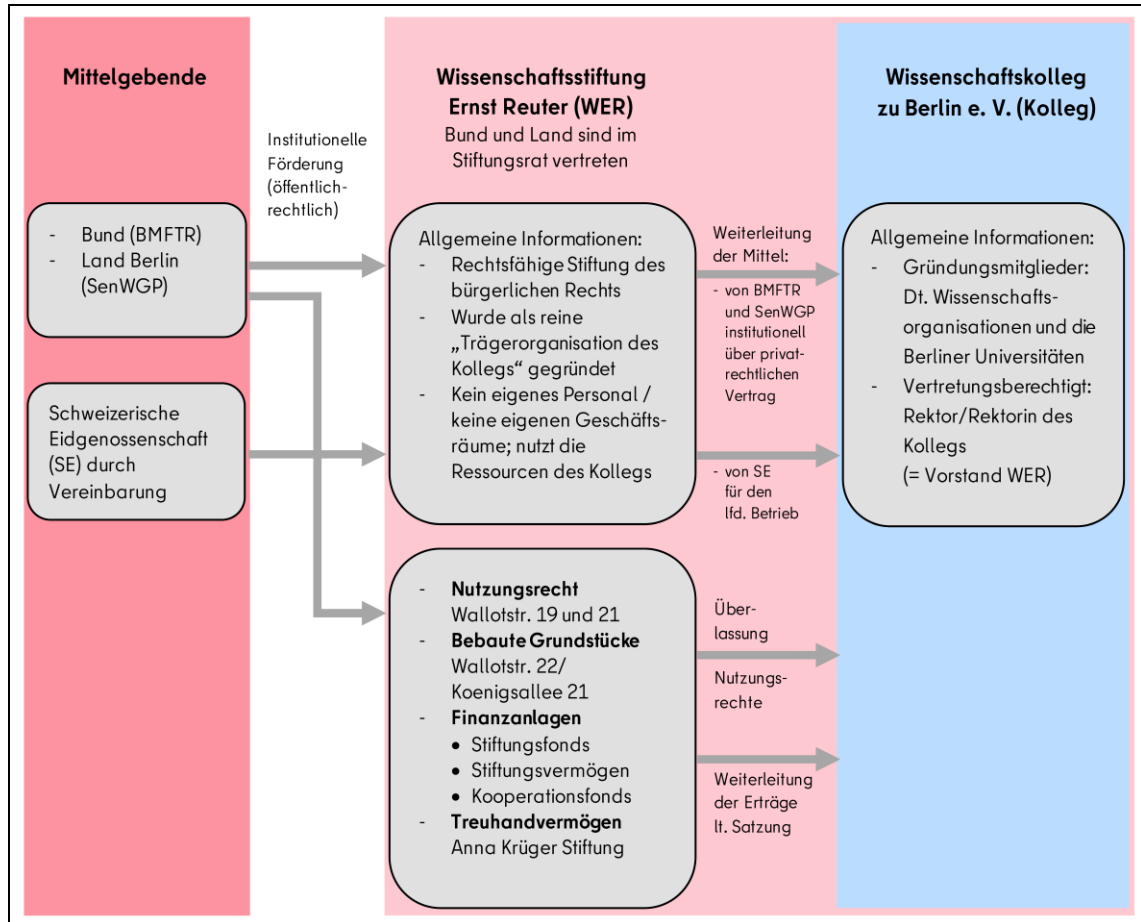 Mittelgebende
Institutionelle
Förderung
(öffentlich-
rechtlich)
- Bund (BMFTR)
- Land Berlin
(SenWGP)
Schweizerische
Eidgenossenschaft
(SE) durch
Vereinbarung
Wissenschaftsstiftung
Ernst Reuter (WER)
Bund und Land sind im
Stiftungsrat vertreten
Allgemeine Informationen:
- Rechtsfähige Stiftung des
bürgerlichen Rechts
- Wurde als reine
„Trägerorganisation des
Kollegs“ gegründet
- Kein eigenes Personal /
keine eigenen Geschäfts-
räume; nutzt die
Ressourcen des Kollegs
- Nutzungsrecht
Wallotstr. 19 und 21
- Bebaute Grundstücke
Wallotstr. 22/
Koenigsallee 21
- Finanzanlagen
• Stiftungsfonds
• Stiftungsvermögen
• Kooperationsfonds
- Treuhandvermögen
Anna Krüger Stiftung
Weiterleitung
der Mittel:
- von BMFTR
und SenWGP
institutionell
über privat-
rechtlichen
Vertrag
- von SE
für den
lfd. Betrieb
Über-
lassung
Nutzungs-
rechte
Weiterleitung
der Erträge
lt. Satzung
Wissenschaftskolleg
zu Berlin e. V. (Kolleg)
Allgemeine Informationen:
- Gründungsmitglieder:
Dt. Wissenschafts-
organisationen und die
Berliner Universitäten
- Vertretungsberechtigt:
Rektor/Rektorin des
Kollegs
(= Vorstand WER)